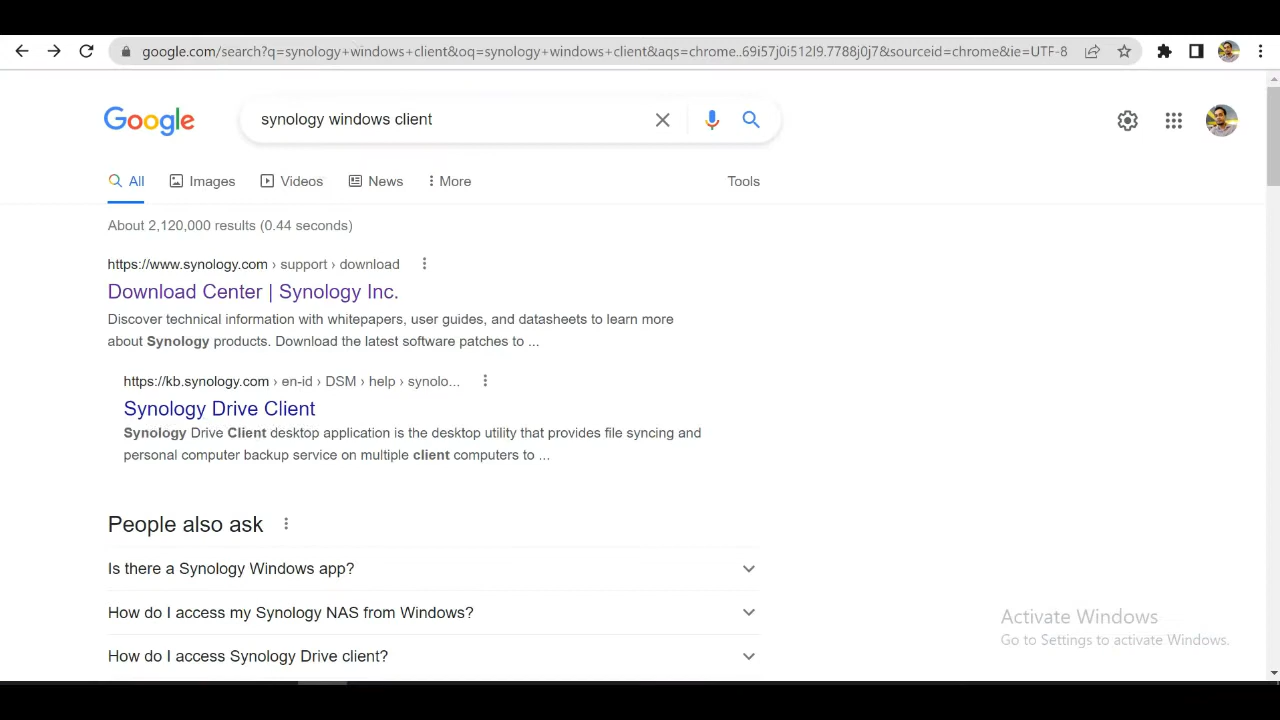 google.com/search?q=synology+windows+client&oq=synology+windows+client&aqs=chrome..69i57j0i512l9.7788j0j7&sourceid=chrome&ie=UTF-8
Google
synology windows client
All Images Videos News More Tools
About 2,120,000 results (0.44 seconds)
https://www.synology.com › support › download
Download Center | Synology Inc.
Discover technical information with whitepapers, user guides, and datasheets to learn more
about Synology products. Download the latest software patches to ...
https://kb.synology.com › en-id › DSM › help › synolo...
Synology Drive Client
Synology Drive Client desktop application is the desktop utility that provides file syncing and
personal computer backup service on multiple client computers to ...
People also ask
Is there a Synology Windows app?
How do I access my Synology NAS from Windows?
How do I access Synology Drive client?
Activate Windows
Go to Settings to activate Windows.